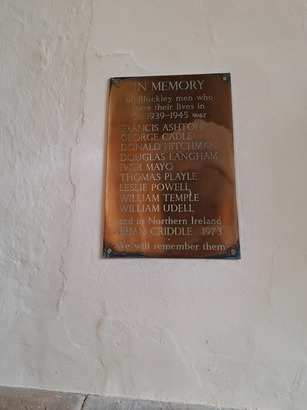 IN MEMORY
of Blockley men who
gave their lives in
the 1939-1945 war
FRANCIS ASHTON
GEORGE CADLE
DONALD HITCHMAN
DOUGLAS LANGHAM
IVOR MAYO
THOMAS PLAYLE
LESLIE POWELL
WILLIAM TEMPLE
WILLIAM UDELL
and in Northern Ireland
BRIAN CRIDDLE 1973
We will remember them